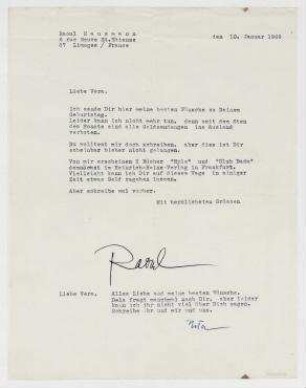 Raoul Hausmann
6 rue Neuve St.Etienne
87 Limoges / France
den 10. Januar 1969
Liebe Vera,
Ich sende Dir hier meine besten Wünsche zu Deinem
Geburtstag.
Leider kann ich nicht mehr tun, denn seit dem
des Monats sind alle Geldsendungen ins Ausland
verboten.
Du wolltest mir doch schreiben, aber dies ist Dir
scheinbar bisher nicht gelungen.
Von mir erscheinen 2 Bücher "Hyle" und "Club Dada"
demnächst im Heinrich-Heine-Verlag in Frankfurt.
Vielleicht kann ich Dir auf diesem Wege in einiger
Zeit etwas Geld zugehen lassen.
Aber schreibe mal vorher.
Mit herzlichsten Grüssen
Raoul
Liebe Vera, Alles Liebe und meine besten Wünsche.
fragt manchmal nach Dir, aber leider
kann ich ihr nicht viel über Dich sagen.
Schreibe ihr und mir mal was.